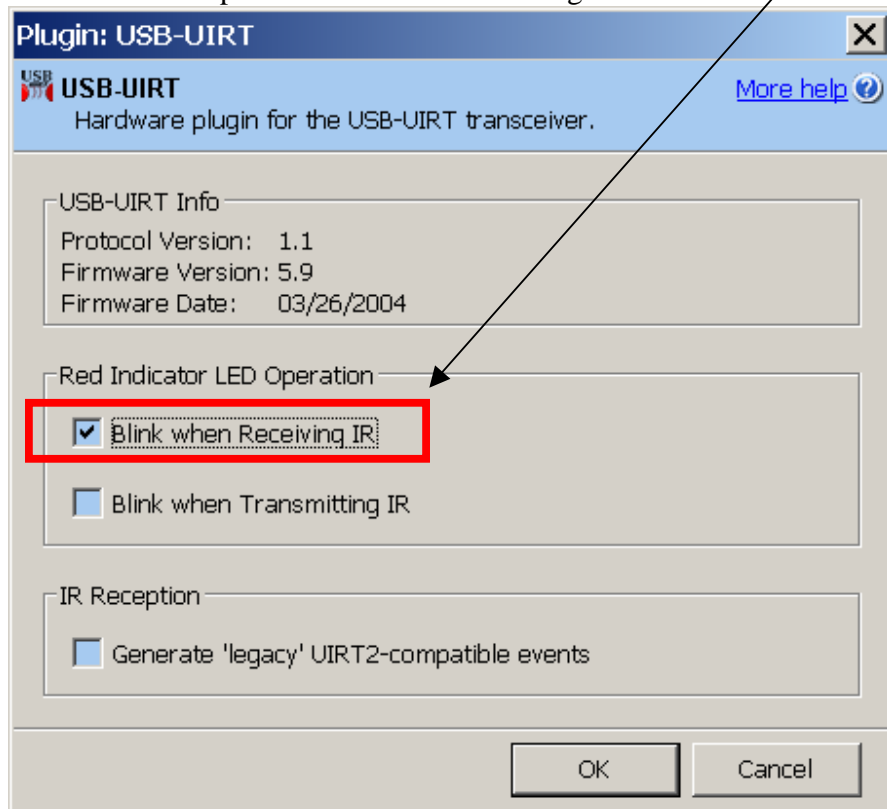 Plugin: USB-UIRT
USB USB-UIRT
More help
Hardware plugin for the USB-UIRT transceiver.
USB-UIRT Info
Protocol Version: 1.1
Firmware Version: 5.9
Firmware Date: 03/26/2004
Red Indicator LED Operation
Blink when Receiving IR
Blink when Transmitting IR
IR Reception
Generate 'legacy' UIRT2-compatible events
OK Cancel